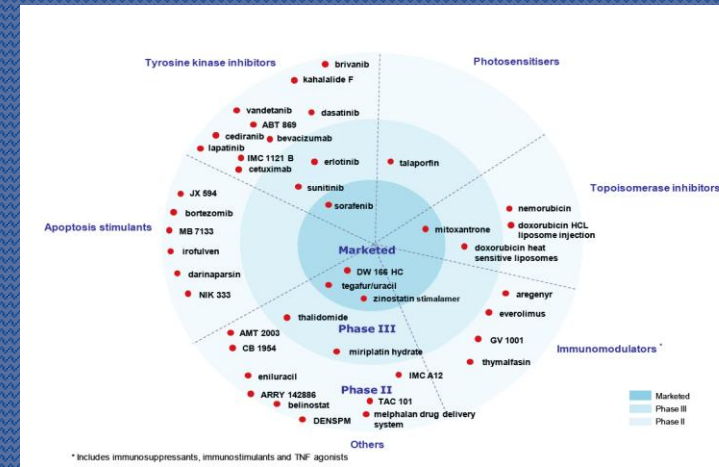 Tyrosine kinase inhibitors
Photosensitisers
brivanib
kahalalide F
vandetanib
dasatinib
ABT 869
cediranib
bevacizumab
lapatinib
IMC 1121 B
erlotinib
talaporfin
cetuximab
sunitinib
sorafenib
Topoisomerase inhibitors
nemorubicin
doxorubicin HCL
liposome injection
mitoxantrone
doxorubicin heat
sensitive liposomes
Apoptosis stimulants
JX 594
bortezomib
MB 7133
irofulven
darinaparsin
NIK 333
Marketed
DW 166 HC
tegafur/uracil
zinostatin stimalamer
aregenyr
everolimus
GV 1001
thymalfasin
Immunomodulators *
thalidomide
Phase III
AMT 2003
CB 1954
miriplatin hydrate
eniluracil
IMC A12
Phase II
ARRY 142886
belinostat
TAC 101
DENSPM
melphalan drug delivery
system
Others
Marketed
Phase III
Phase II
* Includes immunosuppressants, immunostimulants and TNF agonists